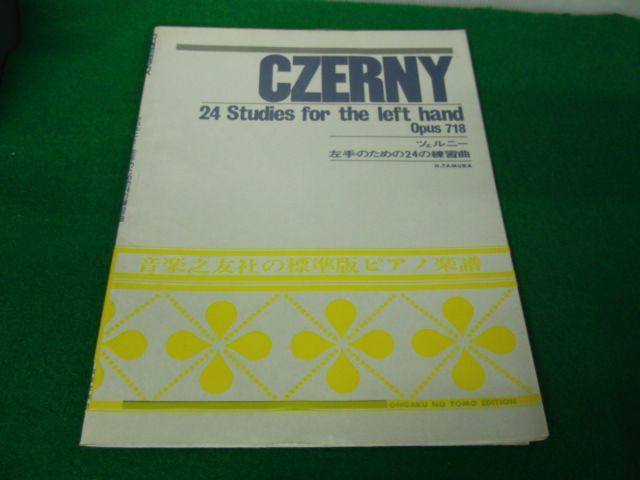 CZERNY
24 Studies for the left hand
Opus 718
ツェルニー
左手のための24の練習曲
H.TAMURA
音楽之友社の標準版ピアノ楽譜
ONGAKU NO TOMO EDITION
CZERNY